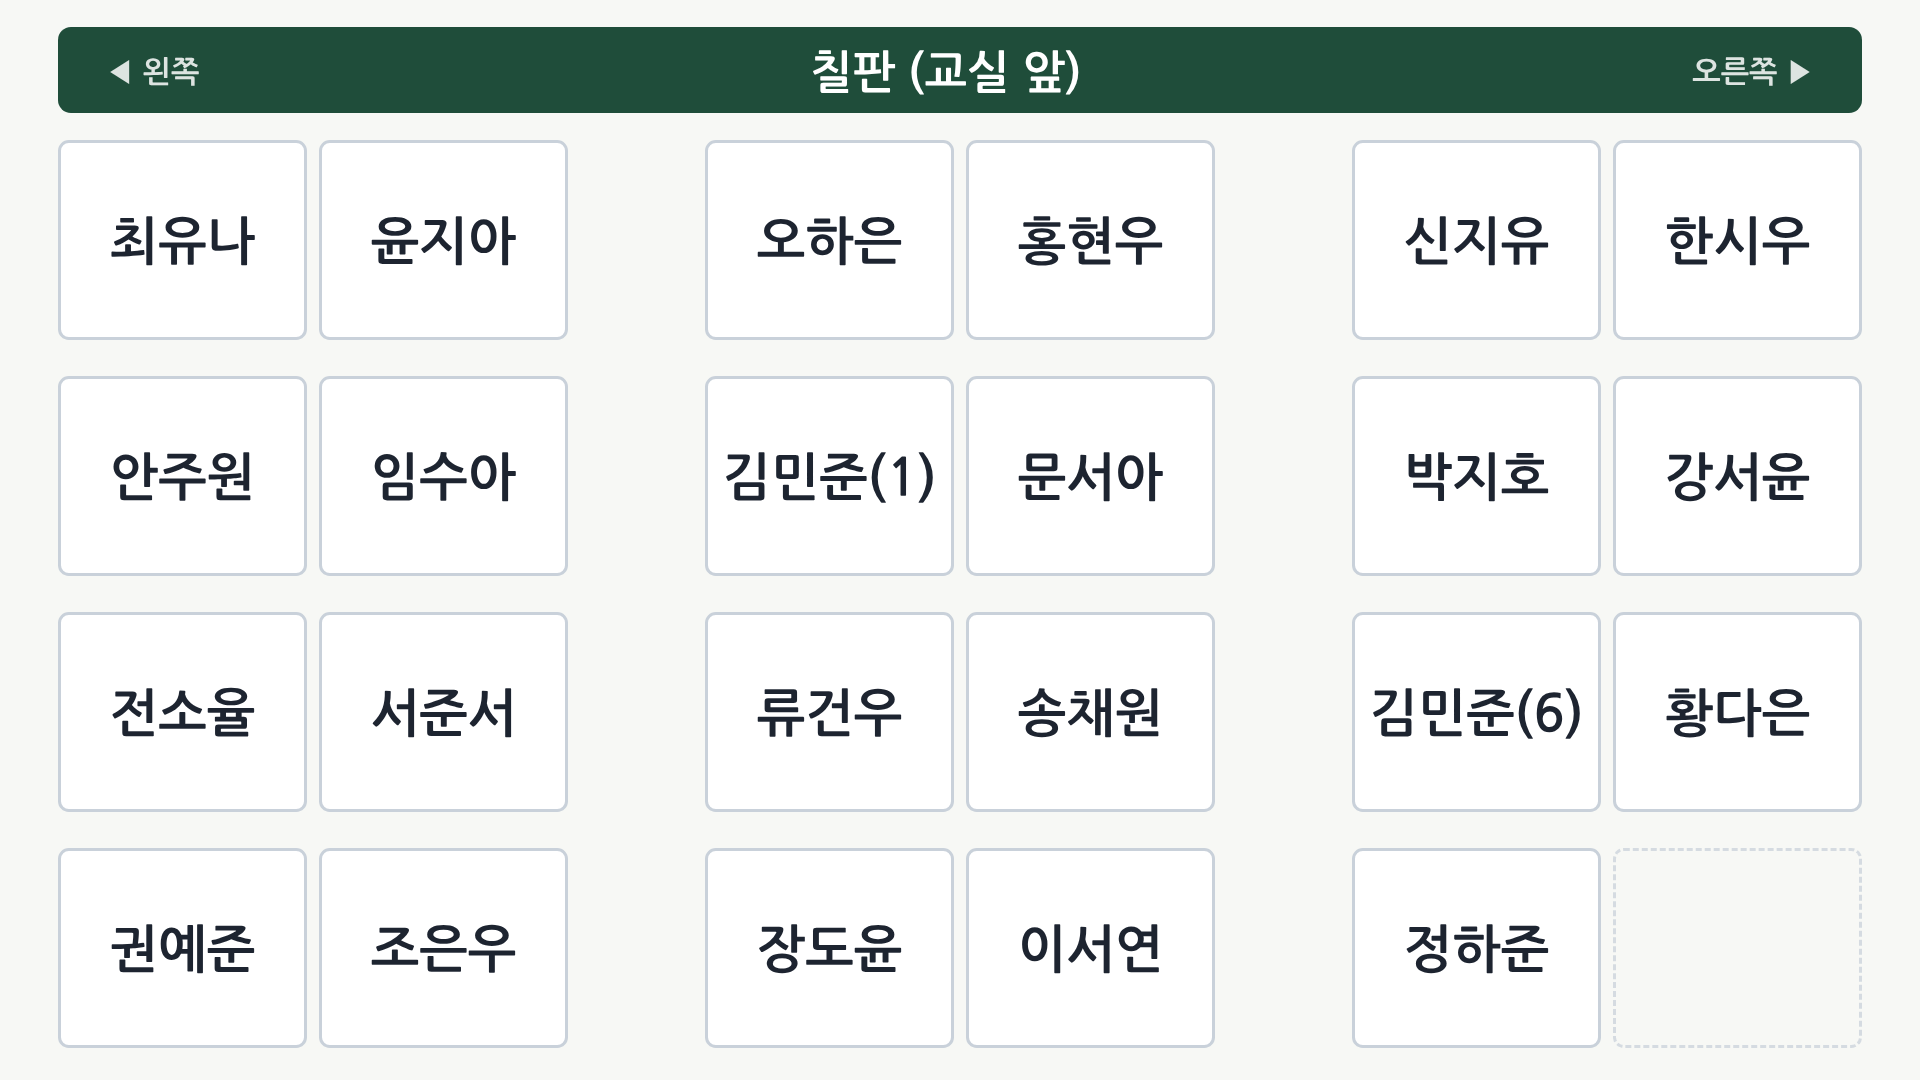 ◀ 왼쪽 칠판 (교실 앞) 오른쪽 ▶
최유나 윤지아 오하은 홍현우 신지유 한시우
안주원 임수아 김민준(1) 문서아 박지호 강서윤
전소율 서준서 류건우 송채원 김민준(6) 황다은
권예준 조은우 장도윤 이서연 정하준